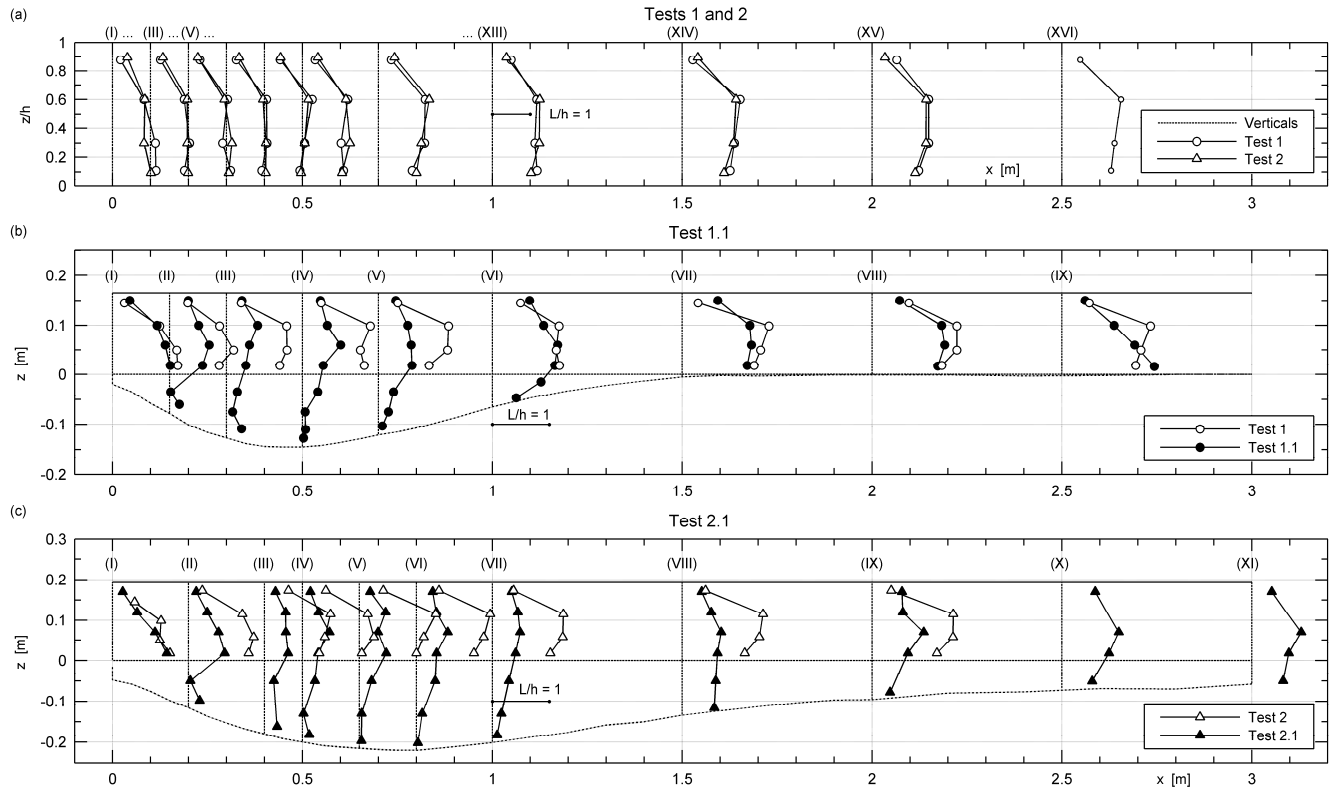 (a)
Tests 1 and 2
(I) ... (III) ... (V) ... ... (XIII) (XIV) (XV) (XVI)
1
0.8
0.6
0.4
0.2
0
z/h
L/h = 1
x [m]
Verticals
Test 1
Test 2
0 0.5 1 1.5 2 2.5 3
(b)
Test 1.1
(I) (II) (III) (IV) (V) (VI) (VII) (VIII) (IX)
0.2
0.1
0
-0.1
-0.2
z [m]
L/h = 1
Test 1
Test 1.1
0 0.5 1 1.5 2 2.5 3
(c)
Test 2.1
(I) (II) (III) (IV) (V) (VI) (VII) (VIII) (IX) (X) (XI)
0.3
0.2
0.1
0
-0.1
-0.2
z [m]
L/h = 1
Test 2
Test 2.1
0 0.5 1 1.5 2 2.5 x [m] 3